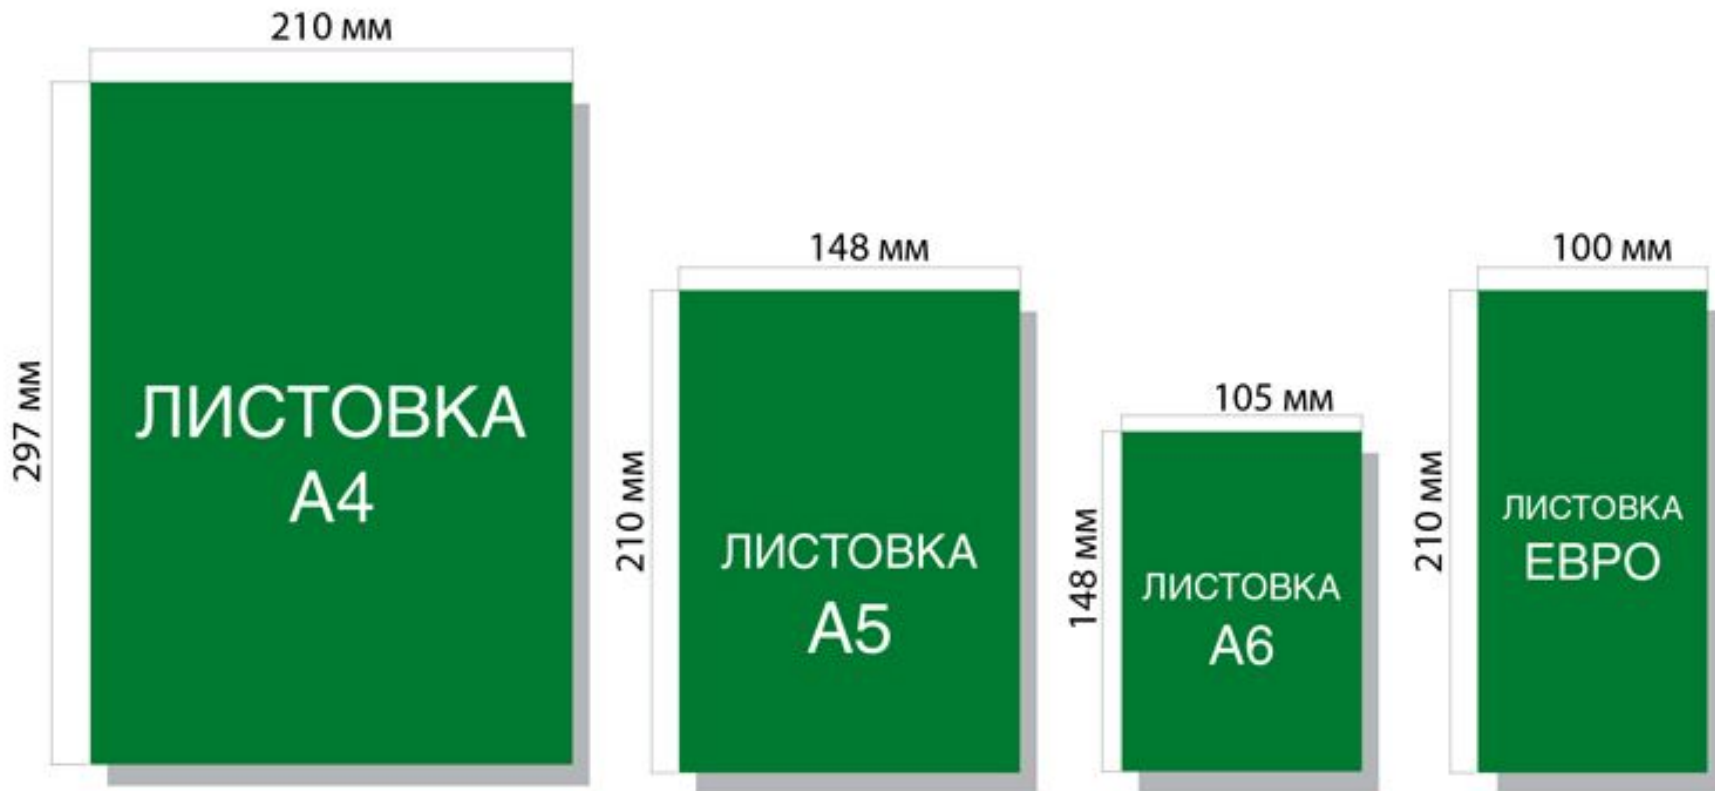 210 мм
297 мм
ЛИСТОВКА
А4
148 мм
210 мм
ЛИСТОВКА
А5
105 мм
148 мм
ЛИСТОВКА
А6
100 мм
210 мм
ЛИСТОВКА
ЕВРО